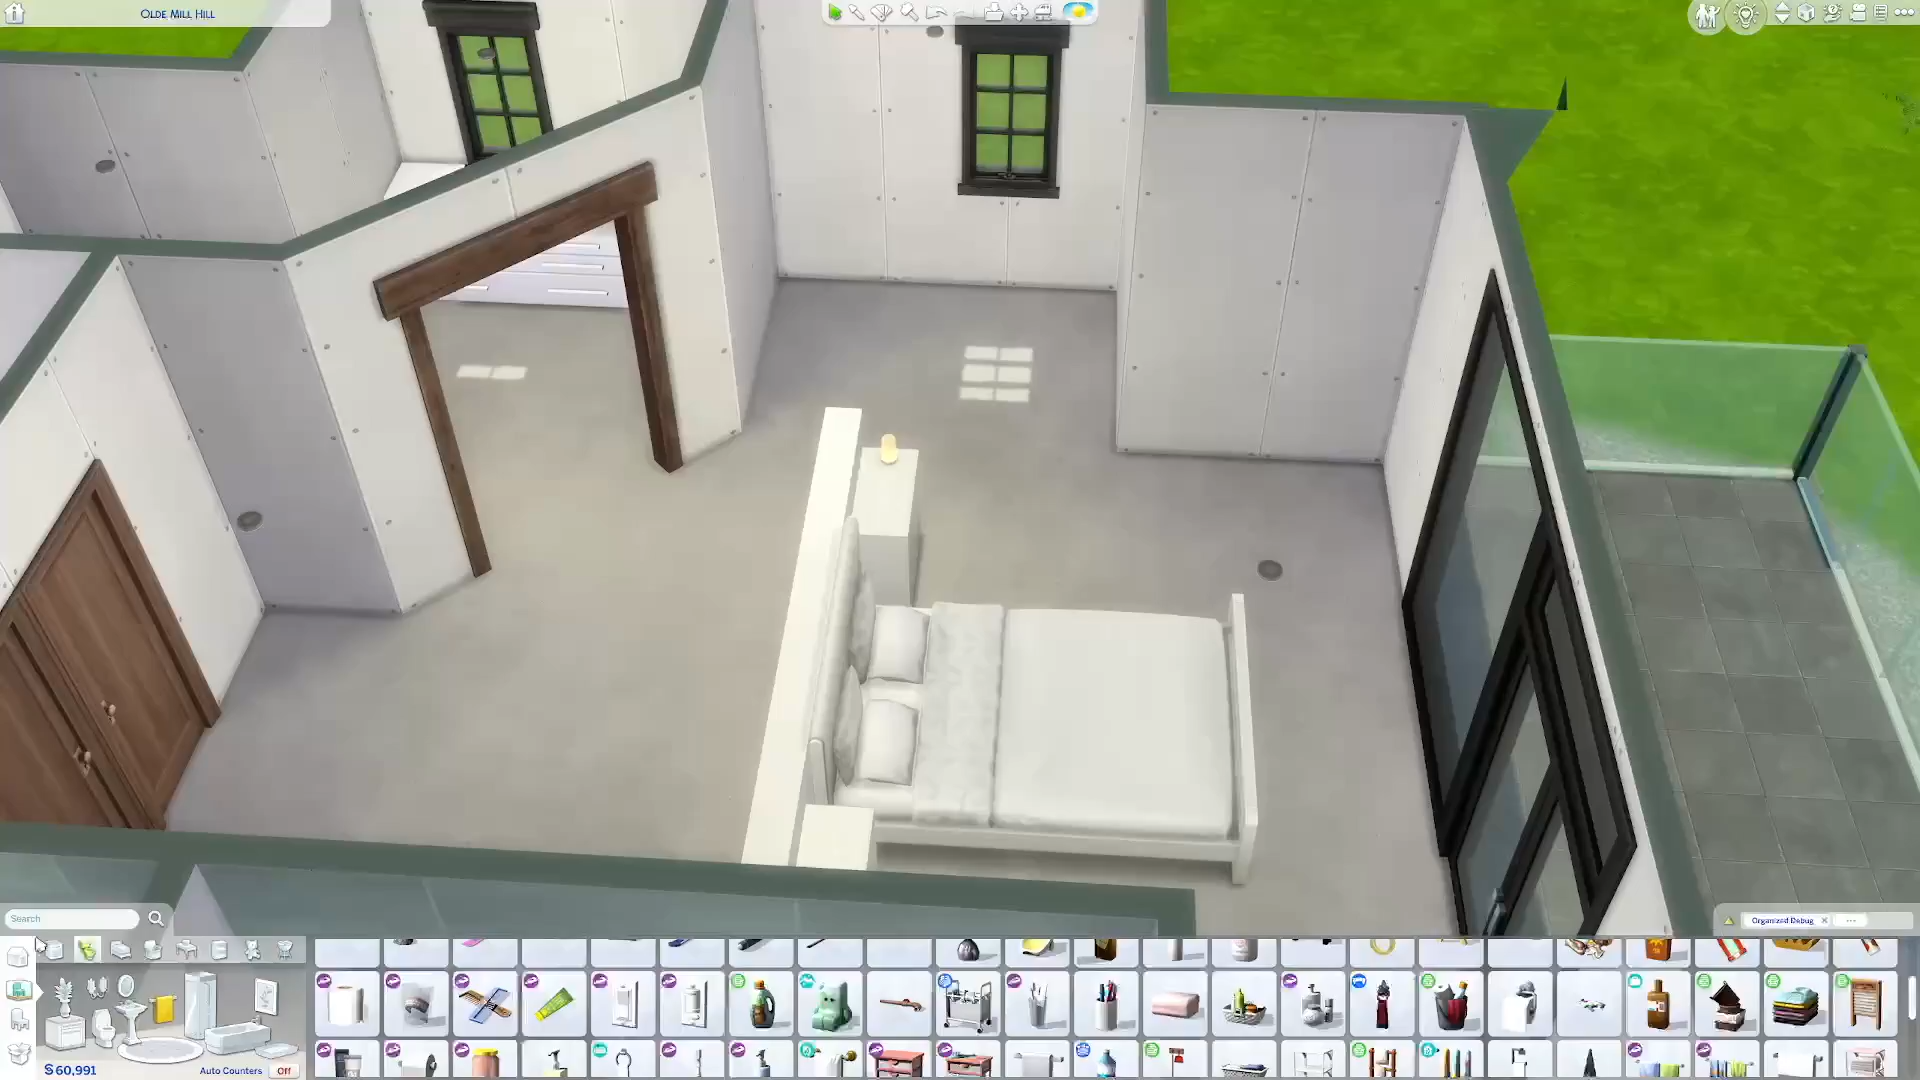 Olde Mill Hill
Search
Organized Debug
$60,991
Auto Counters
Off